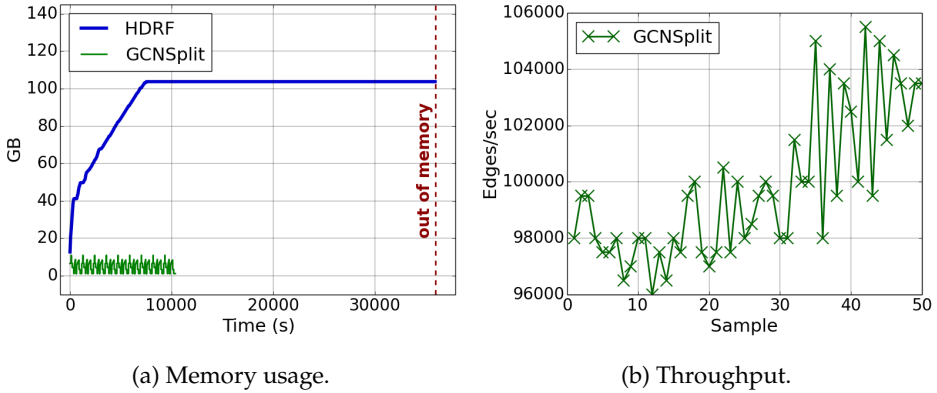 140
120
100
80
60
40
20
0
GB
HDRF
GCNSplit
out of memory
0 10000 20000 30000
Time (s)
(a) Memory usage.
106000
104000
102000
100000
98000
96000
Edges/sec
GCNSplit
0 10 20 30 40 50
Sample
(b) Throughput.